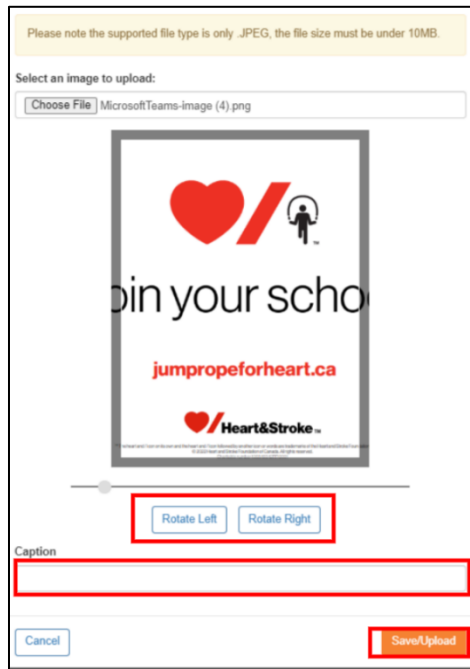 Please note the supported file type is only .JPEG, the file size must be under 10MB.
Select an image to upload:
Choose File MicrosoftTeams-image (4).png
TM
oin your scho
jumpropeforheart.ca
Heart&Stroke TM
Rotate Left Rotate Right
Caption
Cancel Save/Upload